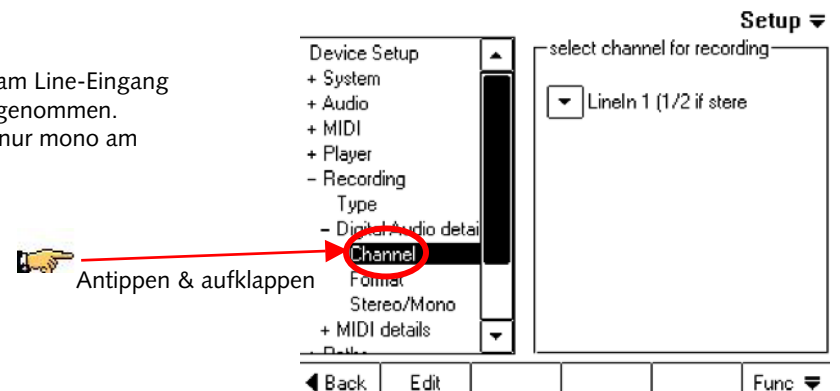 Setup
am Line-Eingang
genommen.
nur mono am
Antippen & aufklappen
Device Setup
+ System
+ Audio
+ MIDI
+ Player
– Recording
Type
– Digital Audio detai
Channel
Format
Stereo/Mono
+ MIDI details
select channel for recording
LineIn 1 (1/2 if stere
Back
Edit
Func